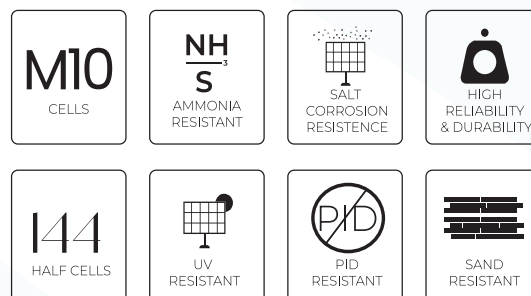 M10
CELLS
NH
3
S
AMMONIA
RESISTANT
SALT
CORROSION
RESISTENCE
HIGH
RELIABILITY
& DURABILITY
144
HALF CELLS
UV
RESISTANT
PID
PID
RESISTANT
SAND
RESISTANT